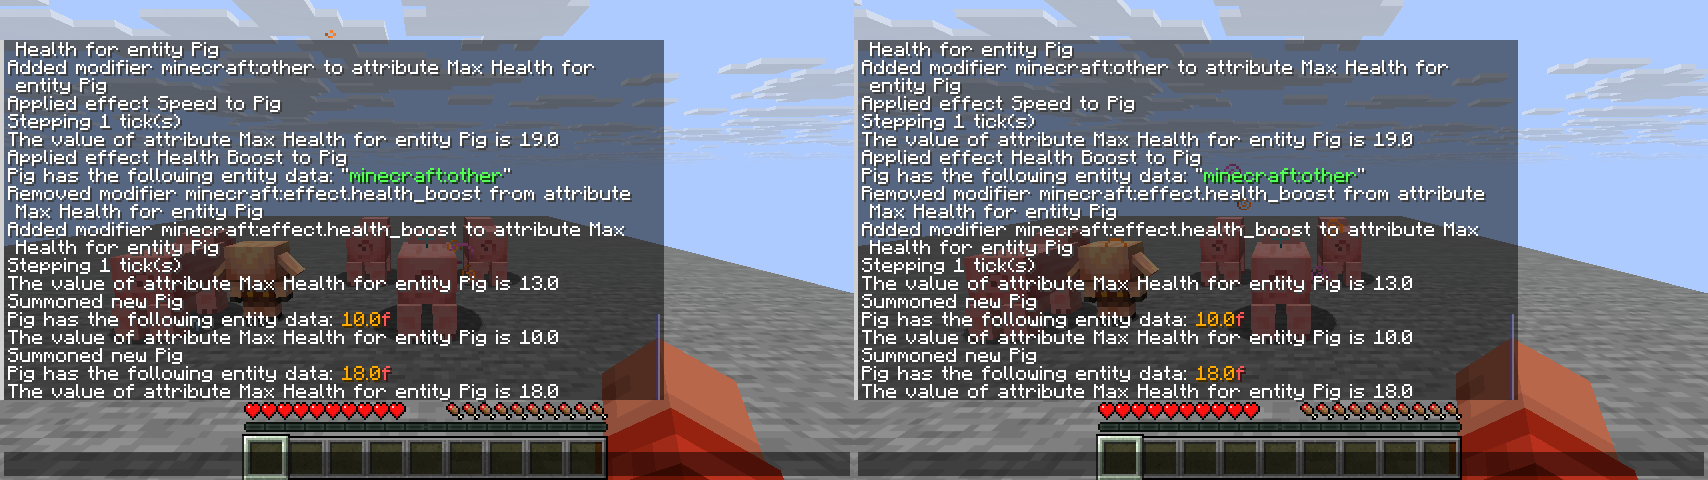 Health for entity Pig
Added modifier minecraft:other to attribute Max Health for
entity Pig
Applied effect Speed to Pig
Stepping 1 tick(s)
The value of attribute Max Health for entity Pig is 19.0
Applied effect Health Boost to Pig
Pig has the following entity data: "minecraft:other"
Removed modifier minecraft:effect.health_boost from attribute
Max Health for entity Pig
Added modifier minecraft:effect.health_boost to attribute Max
Health for entity Pig
Stepping 1 tick(s)
The value of attribute Max Health for entity Pig is 13.0
Summoned new Pig
Pig has the following entity data: 10.0f
The value of attribute Max Health for entity Pig is 10.0
Summoned new Pig
Pig has the following entity data: 18.0f
The value of attribute Max Health for entity Pig is 18.0
Health for entity Pig
Added modifier minecraft:other to attribute Max Health for
entity Pig
Applied effect Speed to Pig
Stepping 1 tick(s)
The value of attribute Max Health for entity Pig is 19.0
Applied effect Health Boost to Pig
Pig has the following entity data: "minecraft:other"
Removed modifier minecraft:effect.health_boost from attribute
Max Health for entity Pig
Added modifier minecraft:effect.health_boost to attribute Max
Health for entity Pig
Stepping 1 tick(s)
The value of attribute Max Health for entity Pig is 13.0
Summoned new Pig
Pig has the following entity data: 10.0f
The value of attribute Max Health for entity Pig is 10.0
Summoned new Pig
Pig has the following entity data: 18.0f
The value of attribute Max Health for entity Pig is 18.0